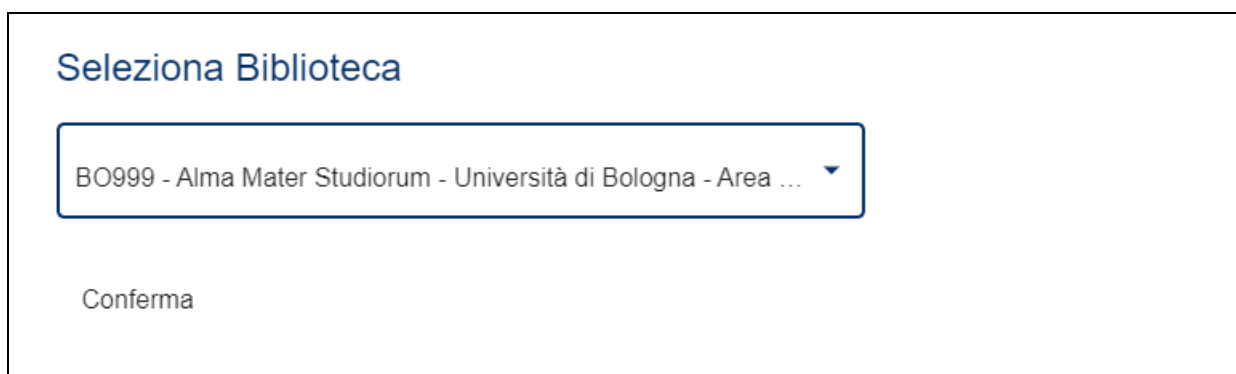 Seleziona Biblioteca
BO999 - Alma Mater Studiorum - Università di Bologna - Area ...
Conferma